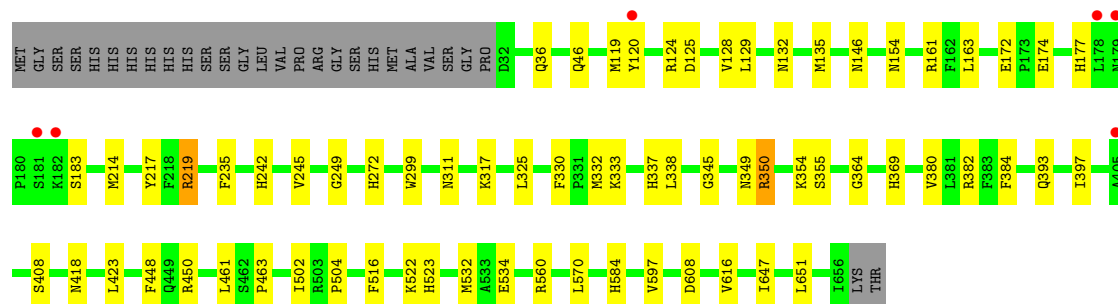 MET GLY SER SER HIS HIS HIS HIS HIS HIS SER SER GLY LEU VAL PRO ARG GLY SER HIS MET ALA VAL SER GLY PRO D32 Q36 Q46 M119 Y120 R124 D125 V128 L129 N132 M135 N146 N154 R161 F162 L163 E172 P173 E174 H177 L178 N179
P180 S181 K182 S183 M214 Y217 F218 R219 F235 H242 V245 G249 H272 W299 N311 K317 L325 F330 P331 M332 K333 H337 L338 G345 N349 R350 K354 S355 G364 H369 V380 L381 R382 F383 F384 Q393 I397 A405
S408 N418 L423 F448 Q449 R450 L461 S462 P463 I502 R503 P504 F516 K522 H523 M532 A533 E534 R560 L570 H584 V597 D608 V616 I647 L651 I656 LYS THR